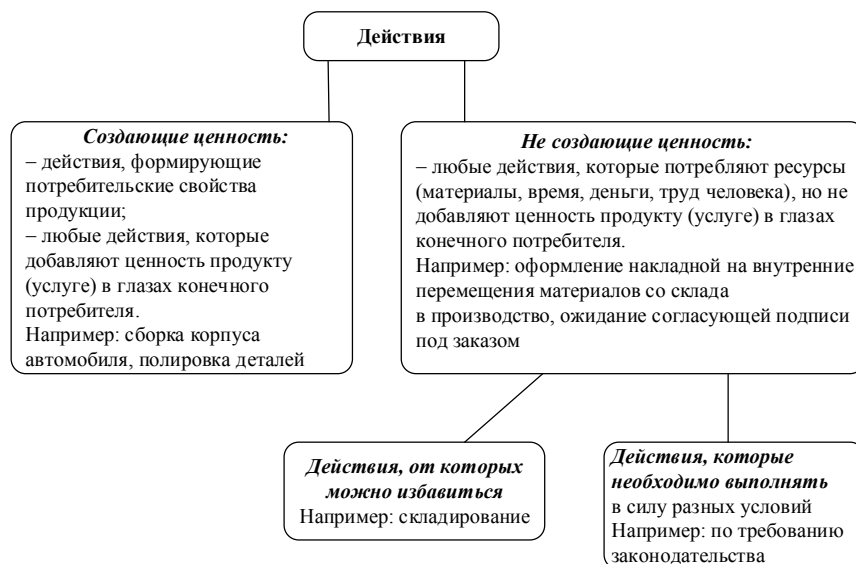 Действия
Создающие ценность:
– действия, формирующие
потребительские свойства
продукции;
– любые действия, которые
добавляют ценность продукту
(услуге) в глазах конечного
потребителя.
Например: сборка корпуса
автомобиля, полировка деталей
Не создающие ценность:
– любые действия, которые потребляют ресурсы
(материалы, время, деньги, труд человека), но не
добавляют ценность продукту (услуге) в глазах
конечного потребителя.
Например: оформление накладной на внутренние
перемещения материалов со склада
в производство, ожидание согласующей подписи
под заказом
Действия, от которых
можно избавиться
Например: складирование
Действия, которые
необходимо выполнять
в силу разных условий
Например: по требованию
законодательства